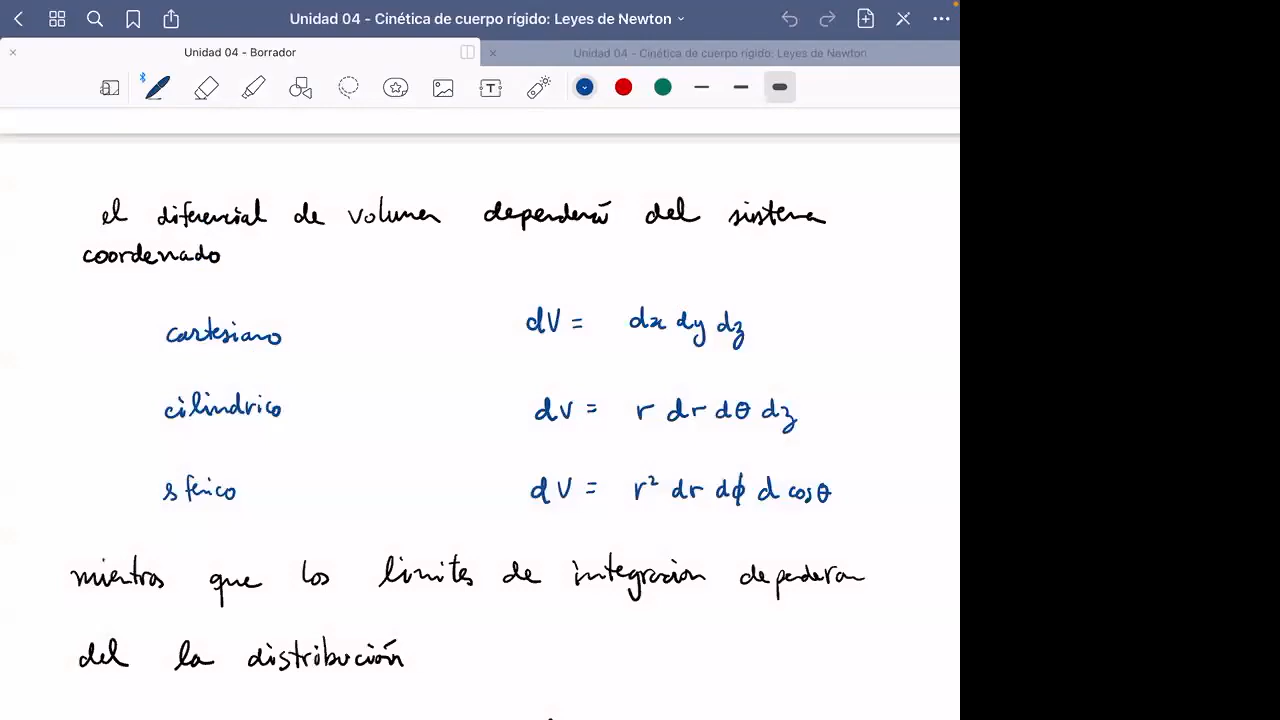 Unidad 04 - Cinética de cuerpo rígido: Leyes de Newton
Unidad 04 - Borrador
Unidad 04 - Cinética de cuerpo rígido: Leyes de Newton
el diferencial de volumen dependerá del sistema
coordenado
cartesiano dV = dx dy dz
cilíndrico dV = r dr dθ dz
sférico dV = r² dr dϕ d cosθ
mientras que los limites de integración dependeran
del la distribución